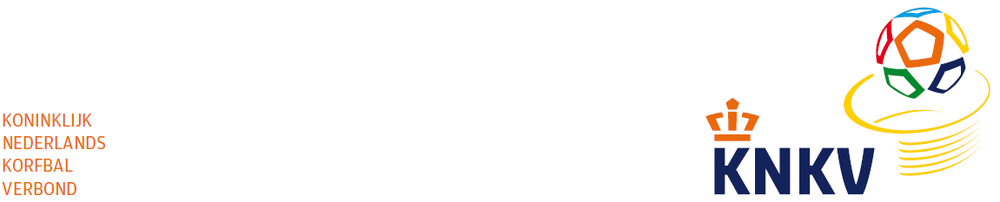 KONINKLIJK
NEDERLANDS
KORFBAL
VERBOND
KNKV